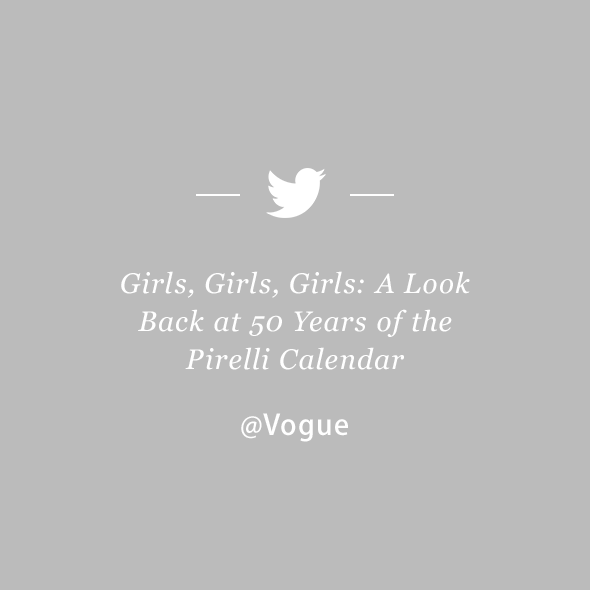 Girls, Girls, Girls: A Look
Back at 50 Years of the
Pirelli Calendar
@Vogue